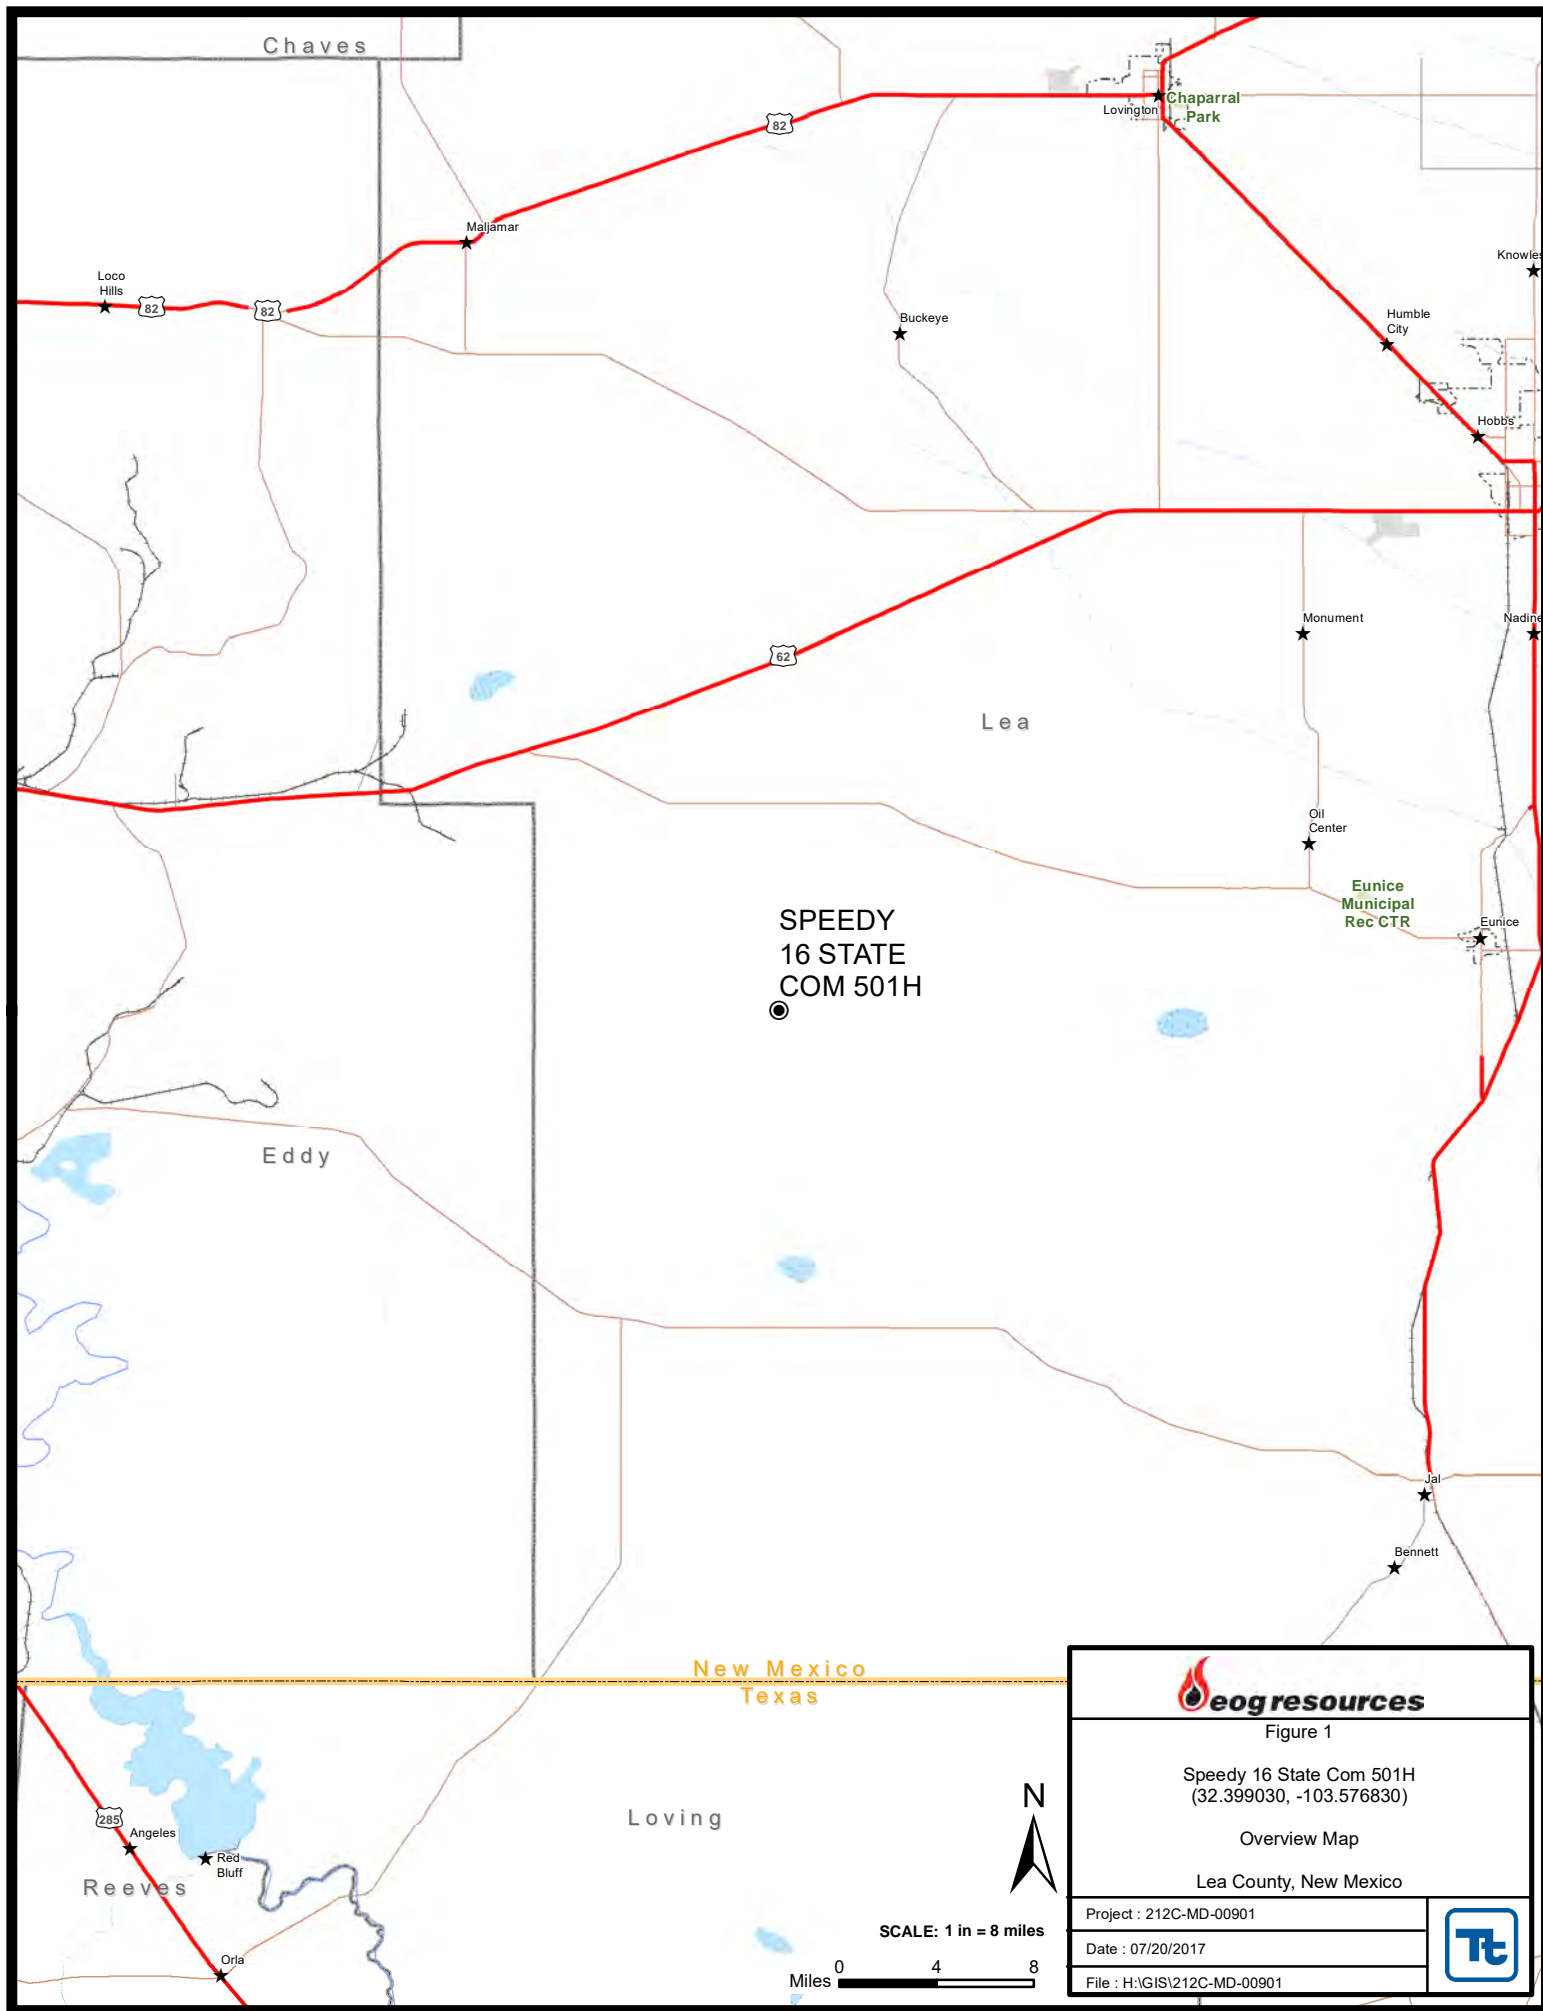 Chaves
Chaparral
Park
Lovington
82
Maljamar
Knowles
Loco
Hills
82
82
Buckeye
Humble
City
Hobbs
Monument
Nadine
62
Lea
Oil
Center
Eunice
Municipal
Rec CTR
Eunice
SPEEDY
16 STATE
COM 501H
Eddy
Jal
Bennett
New Mexico
Texas
285
Angeles
Red
Bluff
Reeves
Loving
Orla
N
SCALE: 1 in = 8 miles
0 4 8
Miles
eog resources
Figure 1
Speedy 16 State Com 501H
(32.399030, -103.576830)
Overview Map
Lea County, New Mexico
Project : 212C-MD-00901
Date : 07/20/2017
File : H:\GIS\212C-MD-00901
Tt